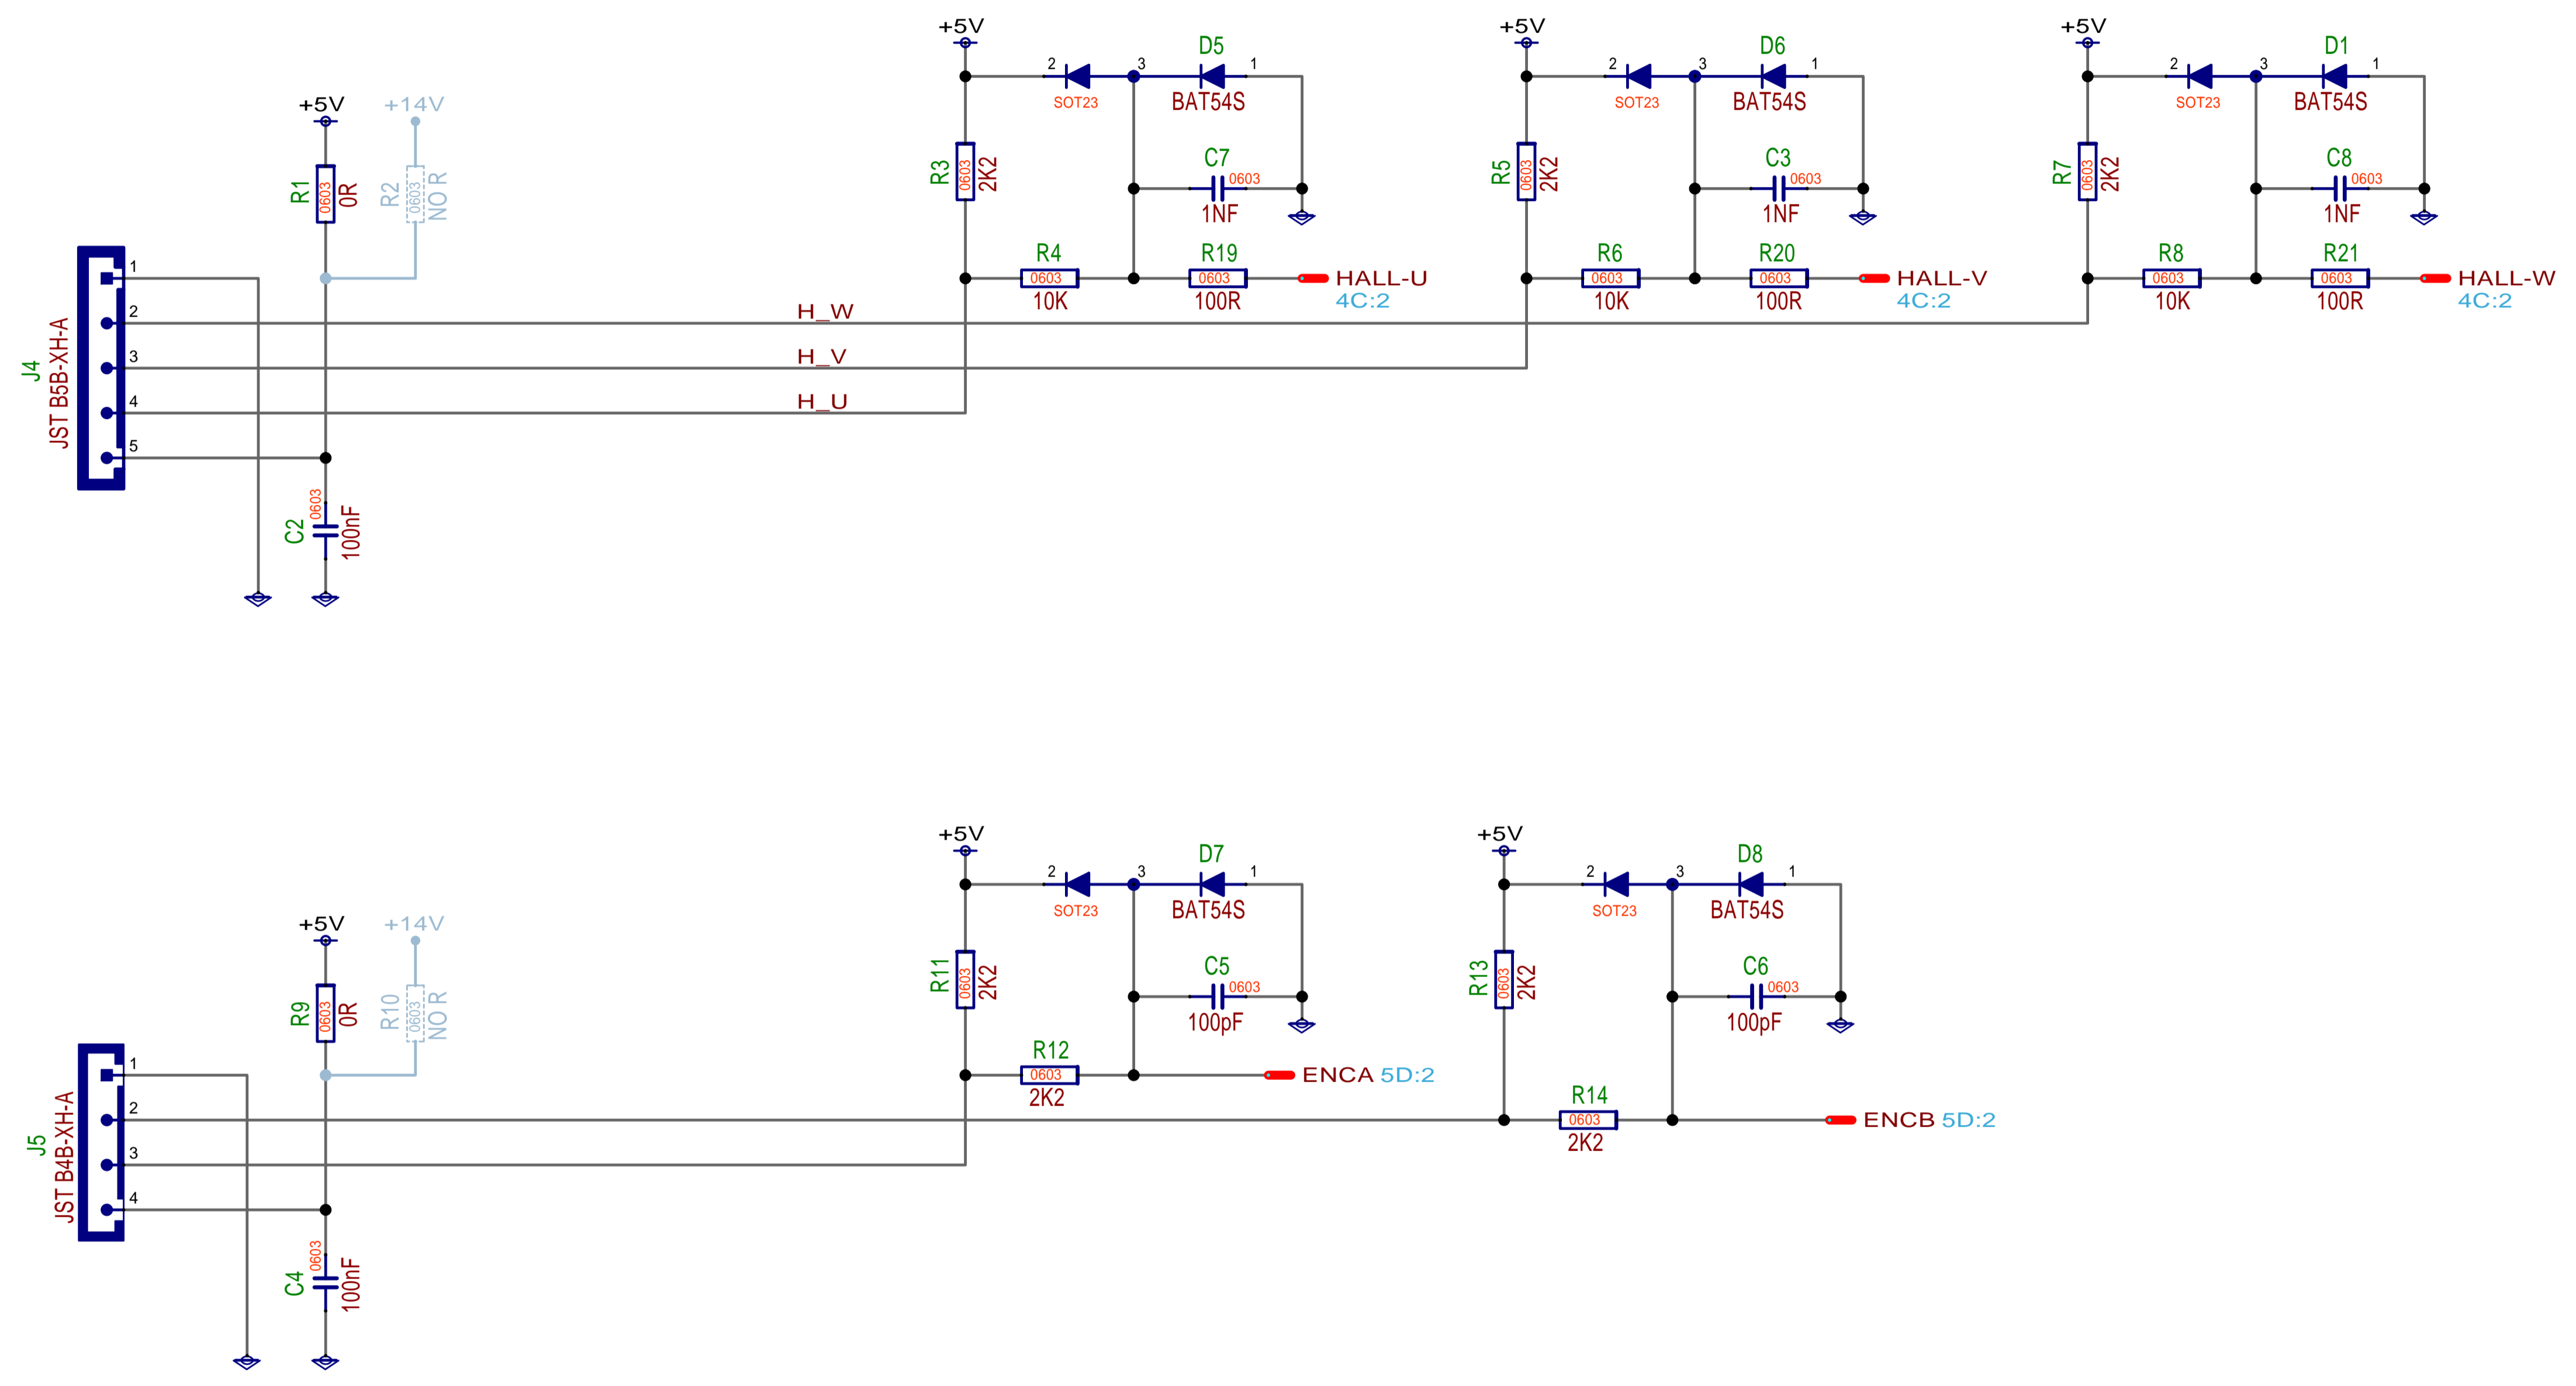 +5V
D5
2
3
1
SOT23
BAT54S
R3
0603
2K2
C7
0603
1NF
R4
0603
10K
R19
0603
100R
HALL-U
4C:2
+5V
D6
2
3
1
SOT23
BAT54S
R5
0603
2K2
C3
0603
1NF
R6
0603
10K
R20
0603
100R
HALL-V
4C:2
+5V
D1
2
3
1
SOT23
BAT54S
R7
0603
2K2
C8
0603
1NF
R8
0603
10K
R21
0603
100R
HALL-W
4C:2
+5V
+14V
R1
0603
0R
R2
0603
NO R
J4
JST B5B-XH-A
1
2
3
4
5
H_W
H_V
H_U
C2
0603
100nF
+5V
D7
2
3
1
SOT23
BAT54S
R11
0603
2K2
C5
0603
100pF
R12
0603
2K2
ENCA 5D:2
+5V
D8
2
3
1
SOT23
BAT54S
R13
0603
2K2
C6
0603
100pF
R14
0603
2K2
ENCB 5D:2
+5V
+14V
R9
0603
0R
R10
0603
NO R
J5
JST B4B-XH-A
1
2
3
4
C4
0603
100nF